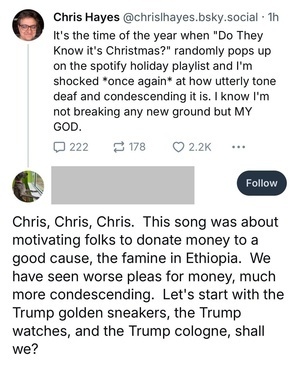 Chris Hayes @chrislhayes.bsky.social · 1h
It's the time of the year when "Do They
Know it's Christmas?" randomly pops up
on the spotify holiday playlist and I'm
shocked *once again* at how utterly tone
deaf and condescending it is. I know I'm
not breaking any new ground but MY
GOD.
222 178 2.2K
Follow
Chris, Chris, Chris. This song was about
motivating folks to donate money to a
good cause, the famine in Ethiopia. We
have seen worse pleas for money, much
more condescending. Let's start with the
Trump golden sneakers, the Trump
watches, and the Trump cologne, shall
we?